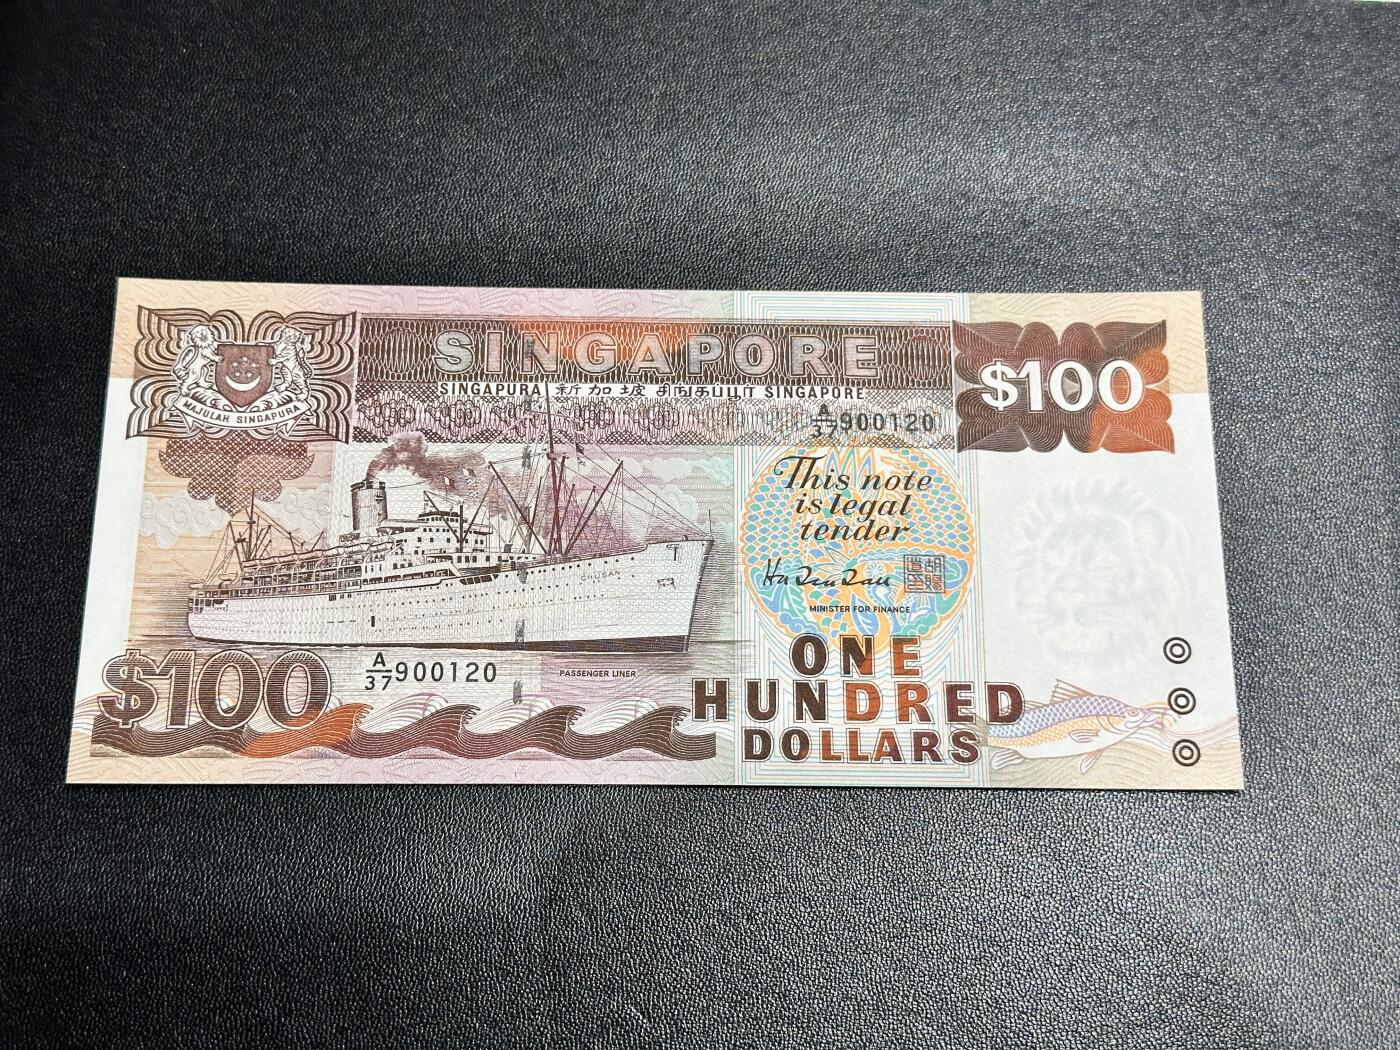 SINGAPORE
SINGAPURA 新加坡 சிங்கப்பூர் SINGAPORE
$100
MAJULAH SINGAPURA
A/37 900120
This note
is legal
tender
CHUSAN
MINISTER FOR FINANCE
$100
A/37 900120
PASSENGER LINER
ONE
HUNDRED
DOLLARS